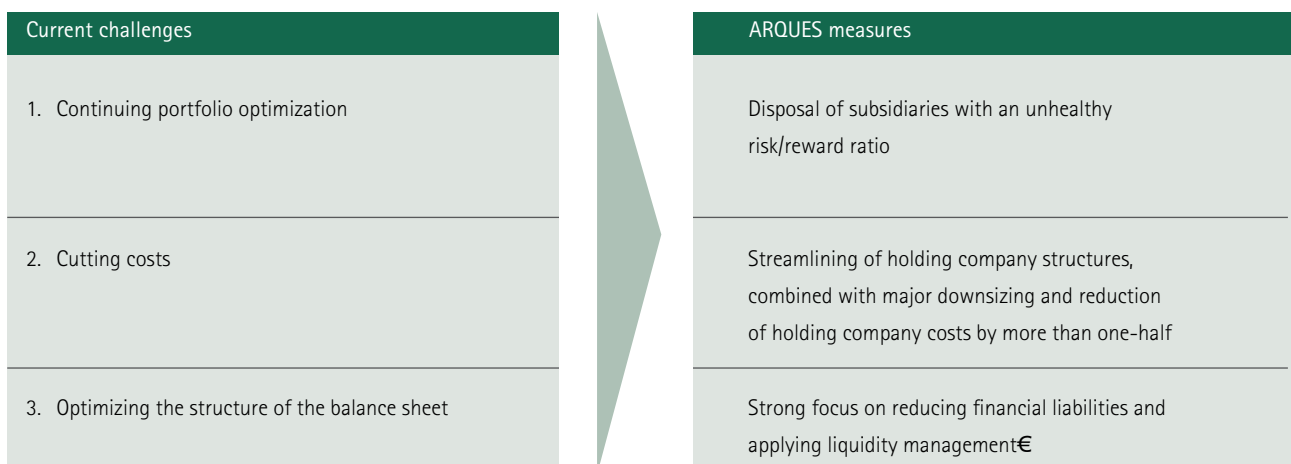 Current challenges
ARQUES measures
1. Continuing portfolio optimization
Disposal of subsidiaries with an unhealthy
risk/reward ratio
2. Cutting costs
Streamlining of holding company structures,
combined with major downsizing and reduction
of holding company costs by more than one-half
3. Optimizing the structure of the balance sheet
Strong focus on reducing financial liabilities and
applying liquidity management€